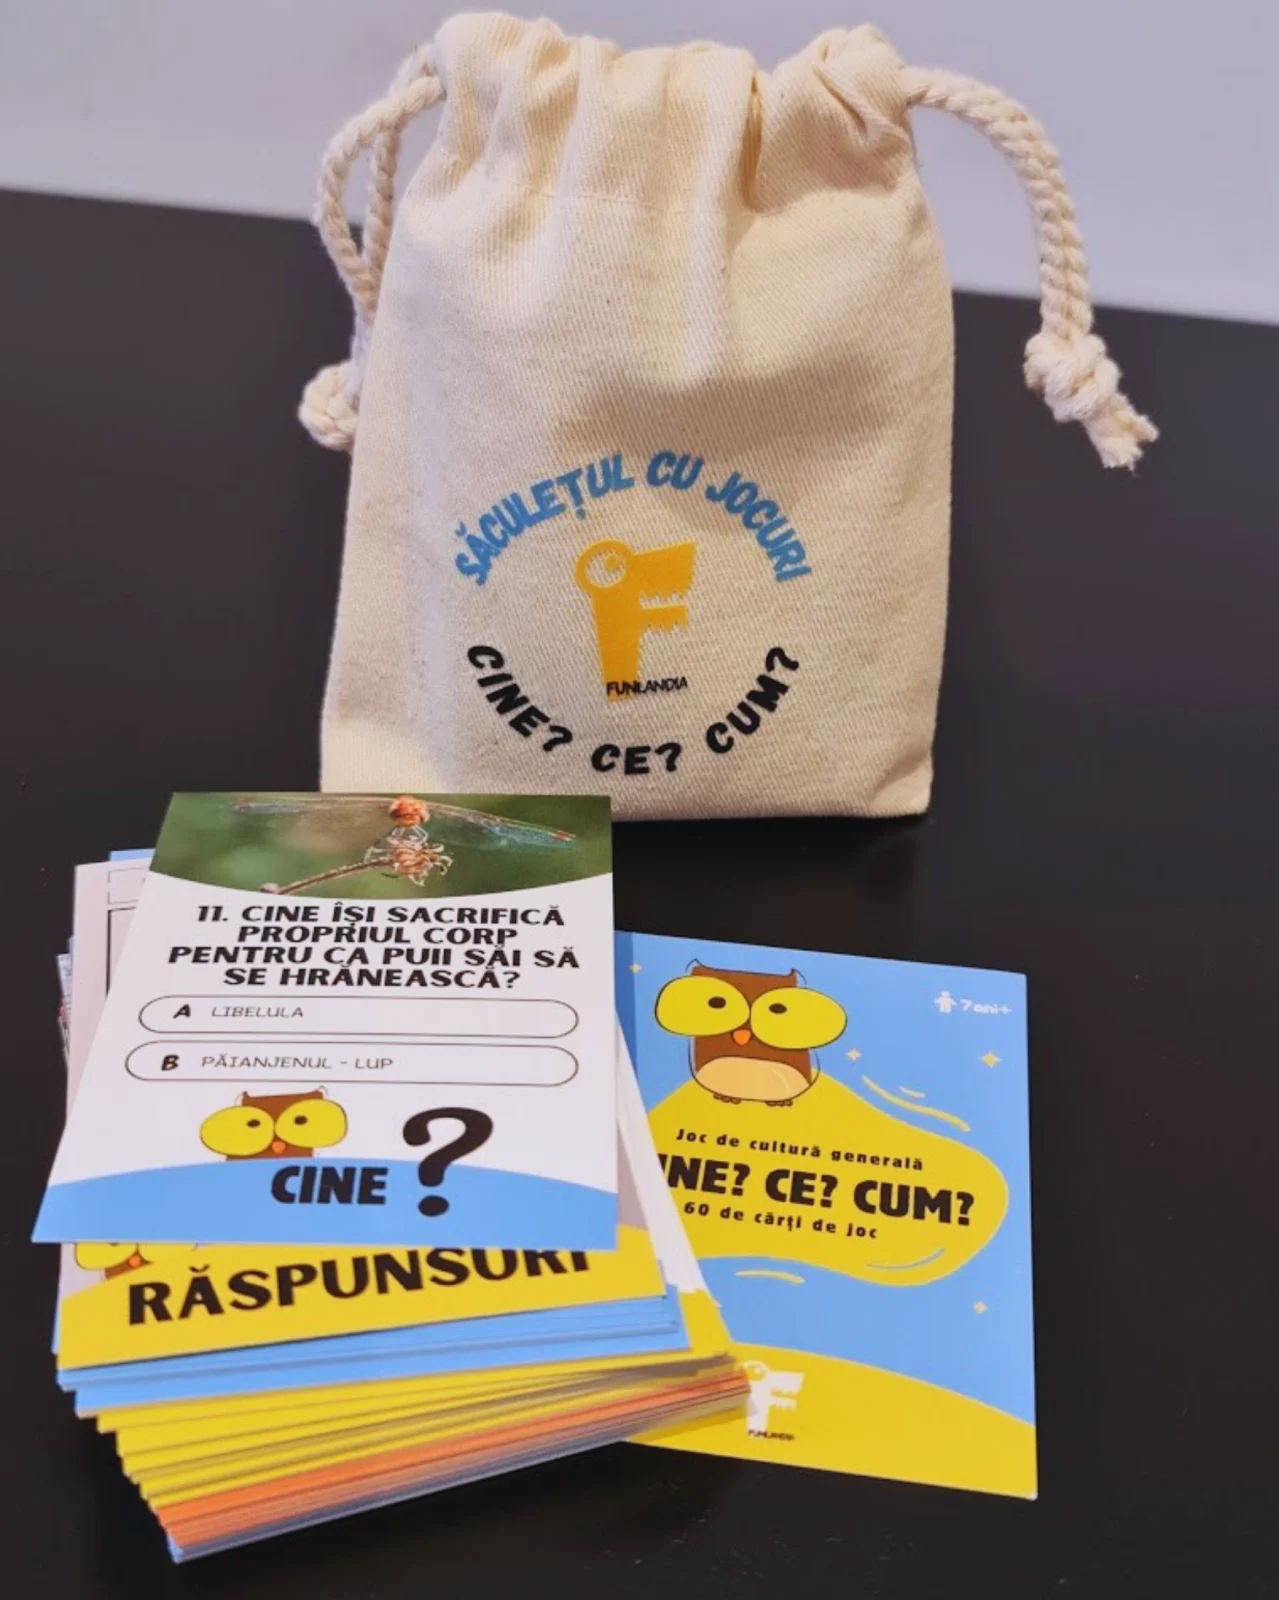 SĂCULEȚUL CU JOCURI
FUNLANDIA
CINE? CE? CUM?
11. CINE ÎȘI SACRIFICĂ
PROPRIUL CORP
PENTRU CA PUII SĂI SĂ
SE HRĂNEASCĂ?
A LIBELULA
B PĂIANJENUL - LUP
CINE ?
RĂSPUNSURI
7 ani+
Joc de cultură generală
INE? CE? CUM?
60 de cărți de joc
FUNLANDIA